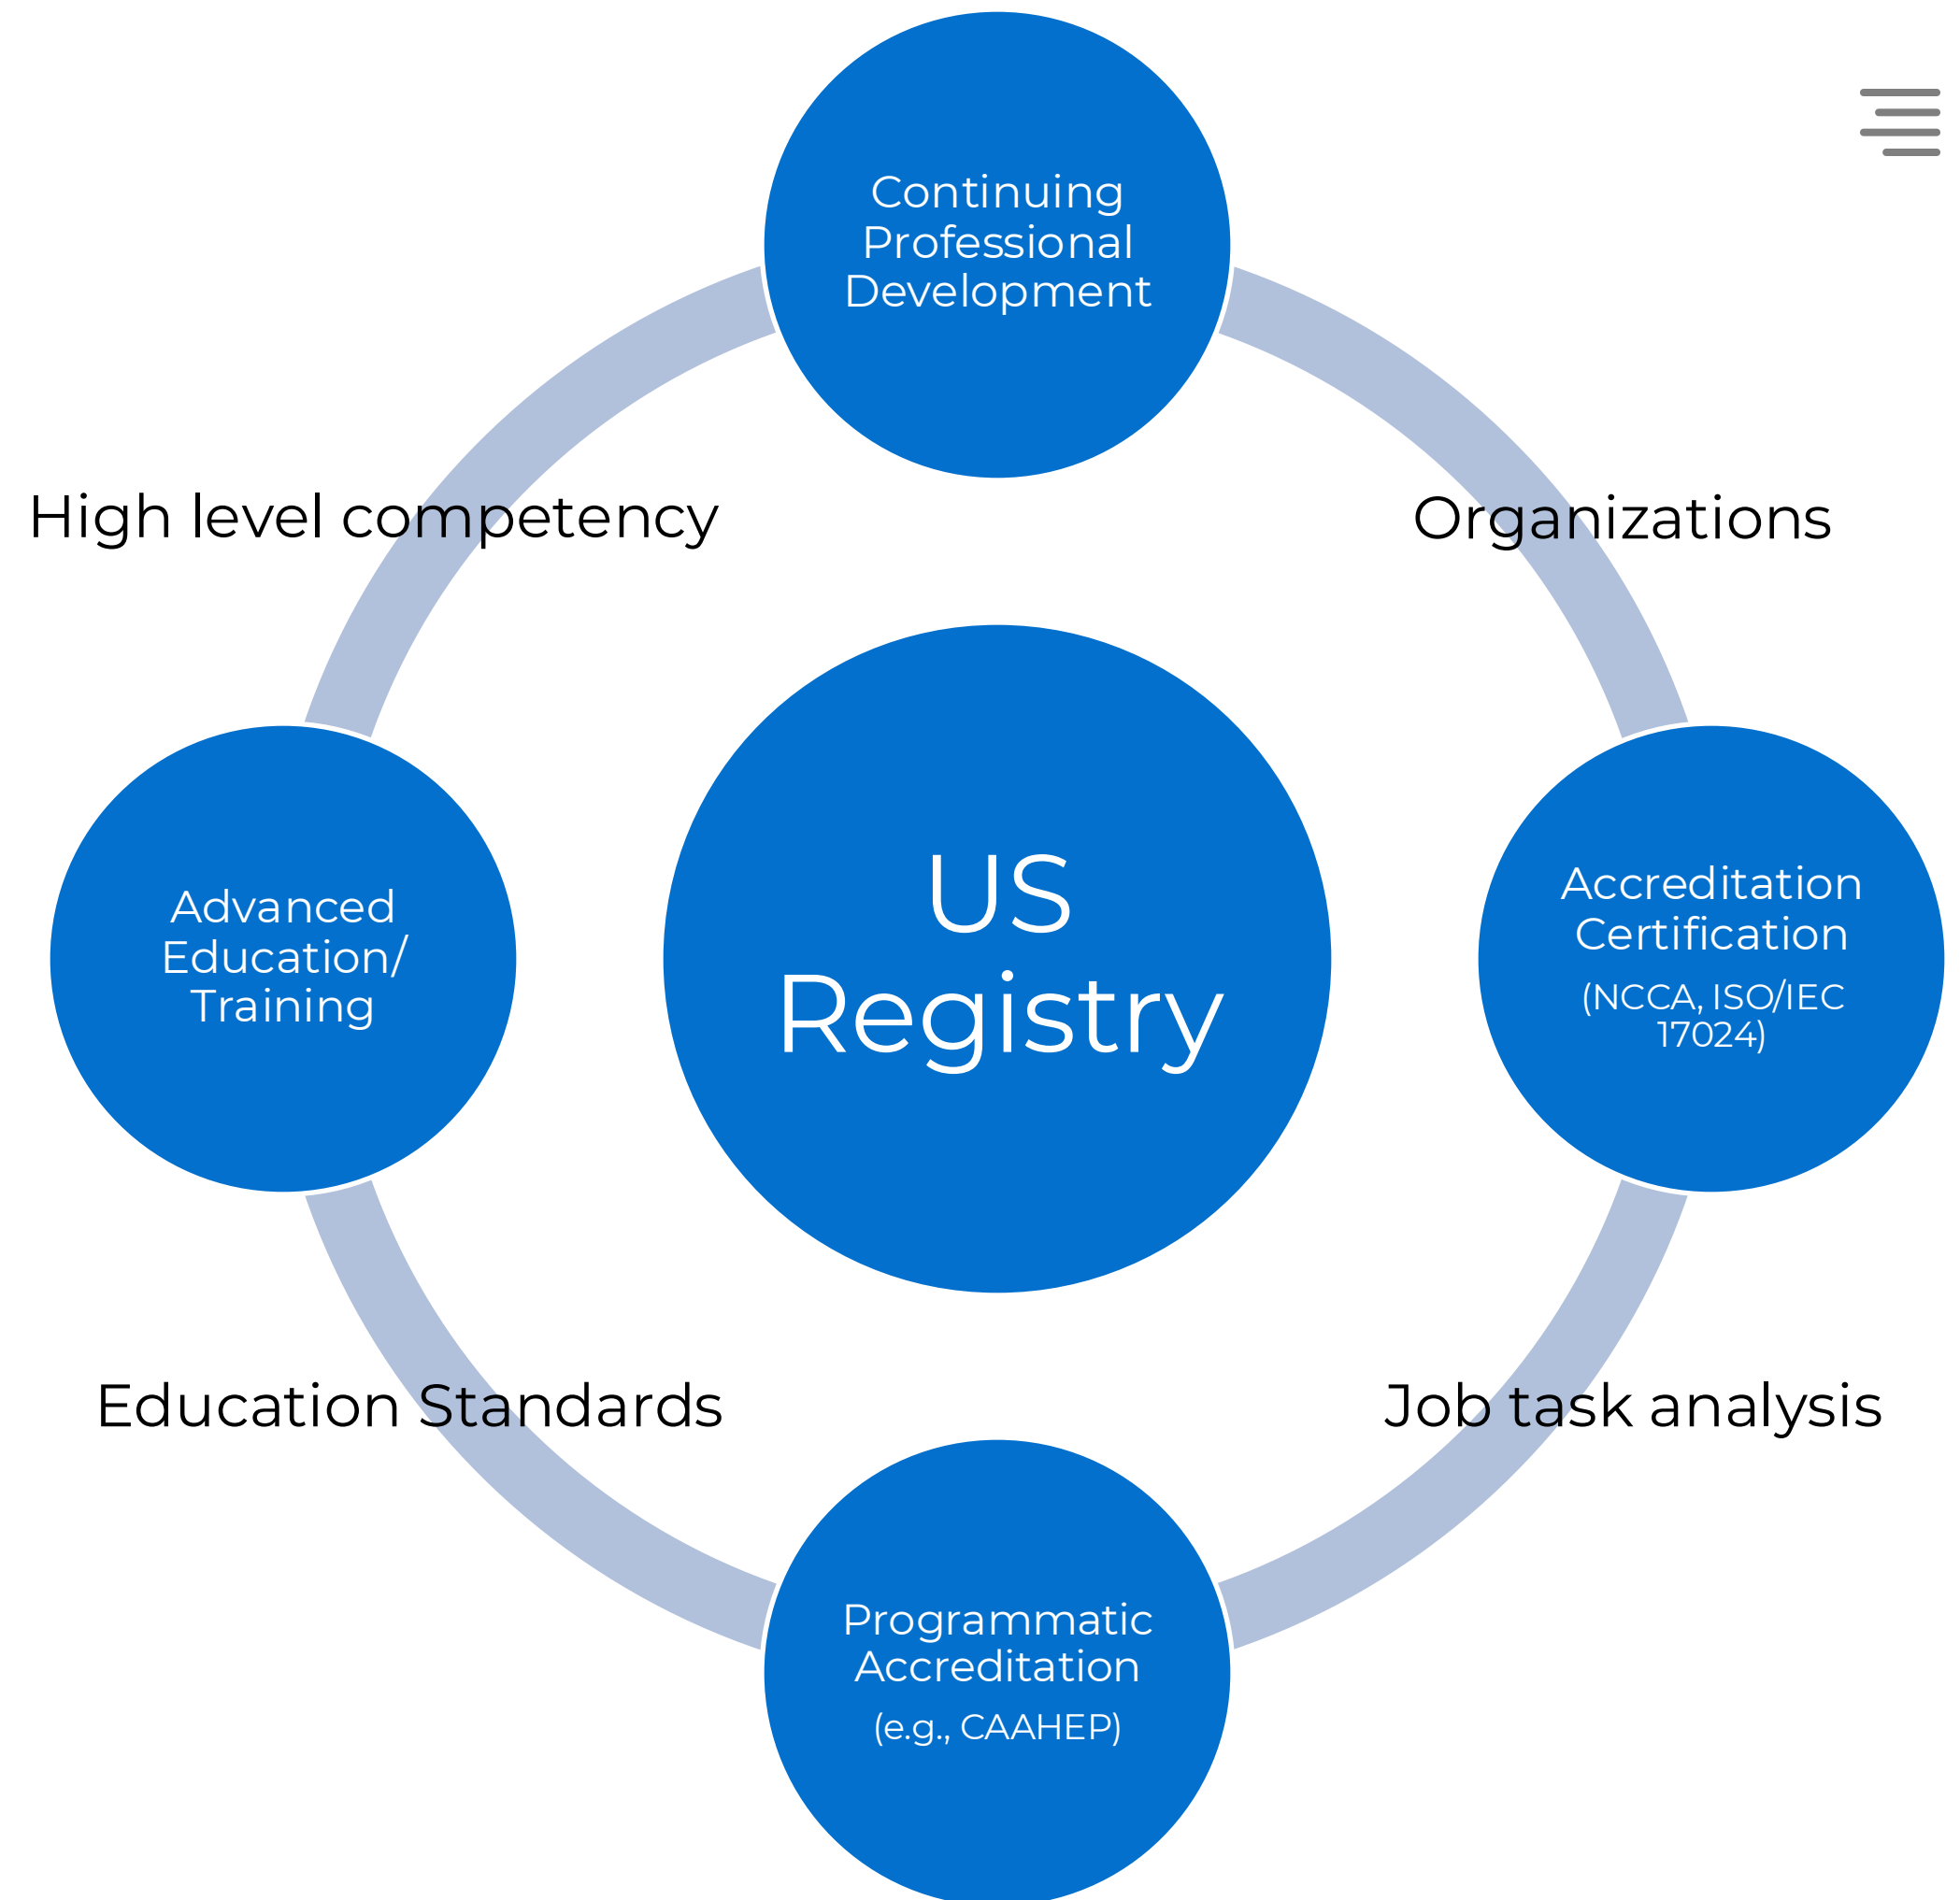 Continuing
Professional
Development
High level competency
Organizations
US
Registry
Advanced
Education/
Training
Accreditation
Certification
(NCCA, ISO/IEC
17024)
Education Standards
Job task analysis
Programmatic
Accreditation
(e.g., CAAHEP)